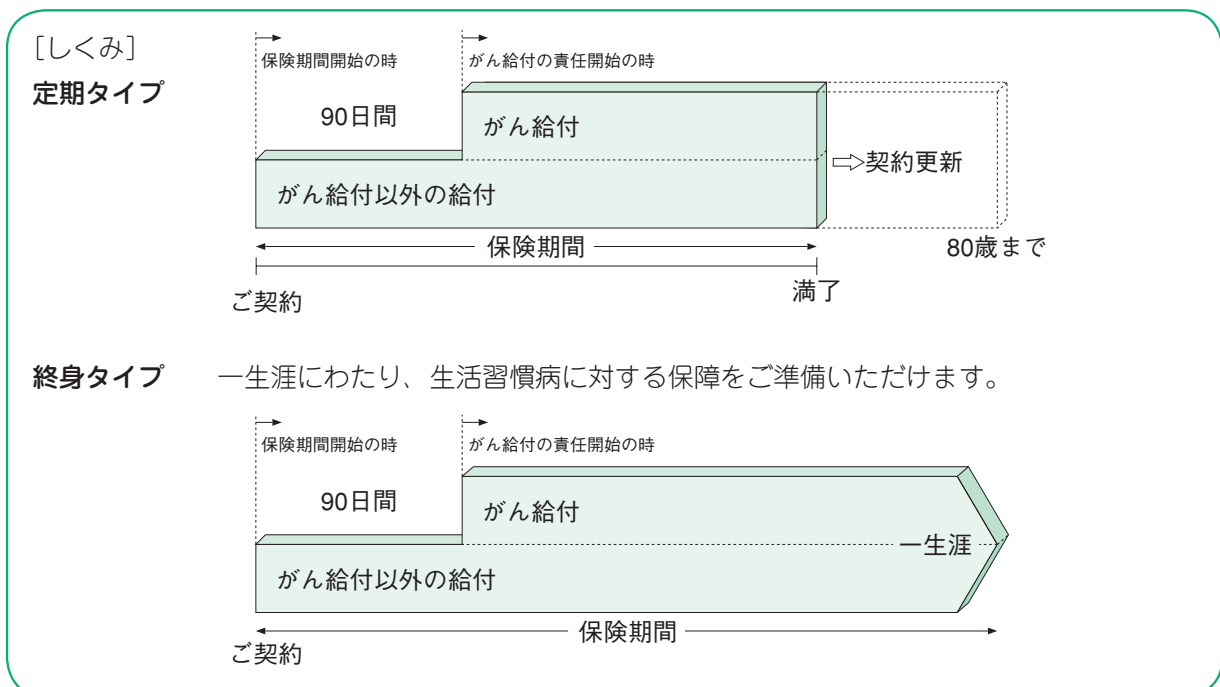 [しくみ]
定期タイプ
保険期間開始の時
がん給付の責任開始の時
90日間
がん給付
がん給付以外の給付
⇨契約更新
保険期間
80歳まで
ご契約
満了
終身タイプ 一生涯にわたり、生活習慣病に対する保障をご準備いただけます。
保険期間開始の時
がん給付の責任開始の時
90日間
がん給付
一生涯
がん給付以外の給付
保険期間
ご契約